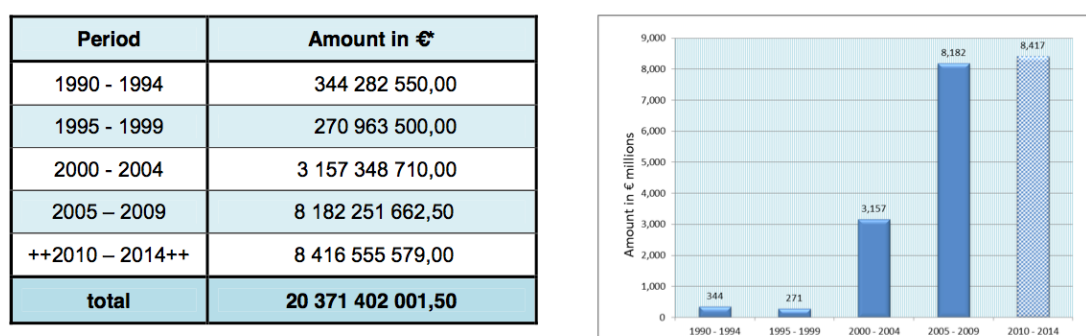 Period Amount in €*
1990 - 1994 344 282 550,00
1995 - 1999 270 963 500,00
2000 - 2004 3 157 348 710,00
2005 – 2009 8 182 251 662,50
++2010 – 2014++ 8 416 555 579,00
total 20 371 402 001,50
Amount in € millions
9,000
8,000
7,000
6,000
5,000
4,000
3,000
2,000
1,000
0
344
271
3,157
8,182
8,417
1990 - 1994 1995 - 1999 2000 - 2004 2005 - 2009 2010 - 2014